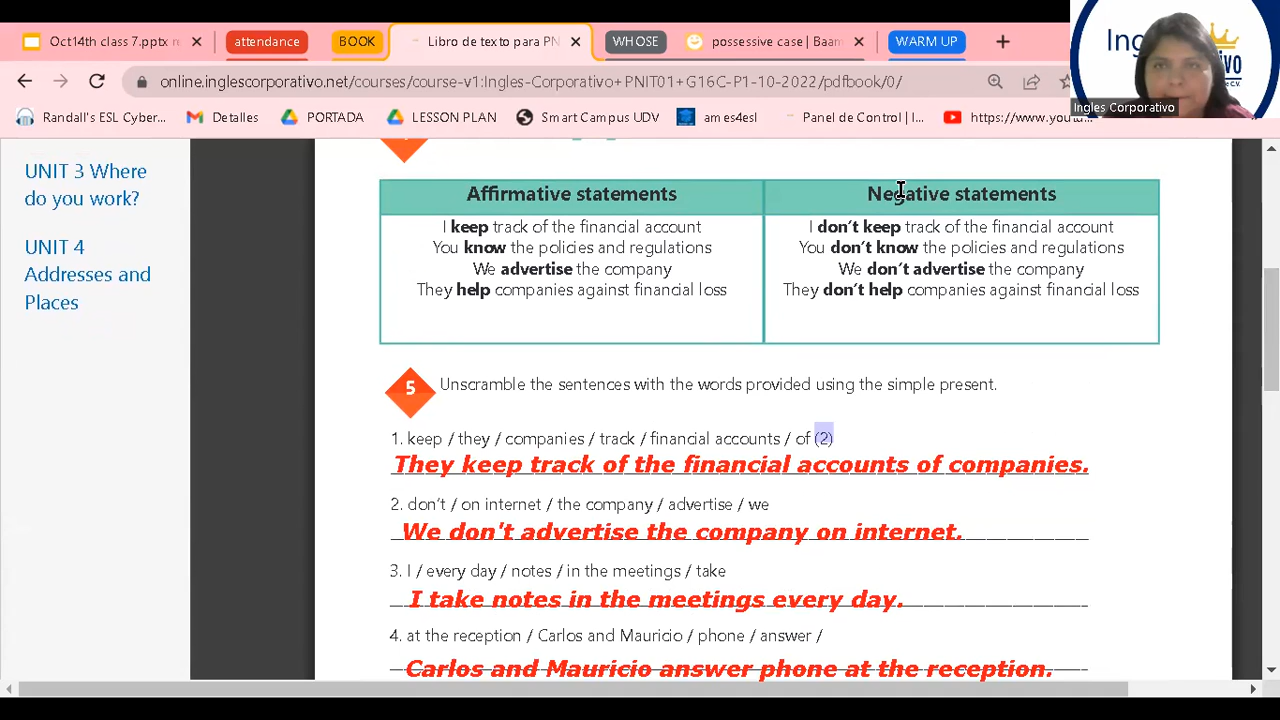 Oct14th class 7.pptx
attendance
BOOK
Libro de texto para PN
WHOSE
possessive case | Baam
WARM UP
online.inglescorporativo.net/courses/course-v1:Ingles-Corporativo+PNIT01+G16C-P1-10-2022/pdfbook/0/
Ingles Corporativo
Randall's ESL Cyber...
Detalles
PORTADA
LESSON PLAN
Smart Campus UDV
ames4esl
Panel de Control | I...
https://www.youtu...
UNIT 3 Where
do you work?
UNIT 4
Addresses and
Places
Affirmative statements
I keep track of the financial account
You know the policies and regulations
We advertise the company
They help companies against financial loss
Negative statements
I don't keep track of the financial account
You don't know the policies and regulations
We don't advertise the company
They don't help companies against financial loss
5 Unscramble the sentences with the words provided using the simple present.
1. keep / they / companies / track / financial accounts / of (2)
They keep track of the financial accounts of companies.
2. don't / on internet / the company / advertise / we
We don't advertise the company on internet.
3. I / every day / notes / in the meetings / take
I take notes in the meetings every day.
4. at the reception / Carlos and Mauricio / phone / answer /
Carlos and Mauricio answer phone at the reception.